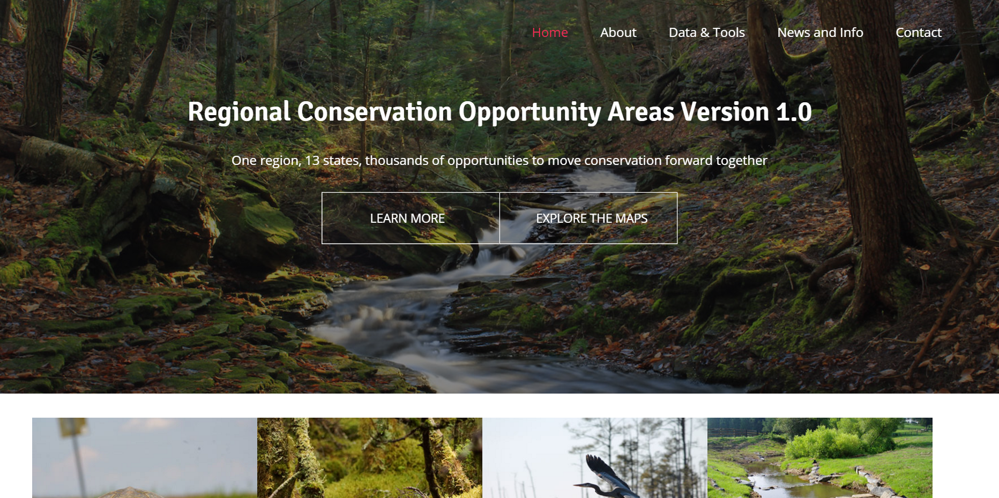 Home About Data & Tools News and Info Contact
Regional Conservation Opportunity Areas Version 1.0
One region, 13 states, thousands of opportunities to move conservation forward together
LEARN MORE EXPLORE THE MAPS